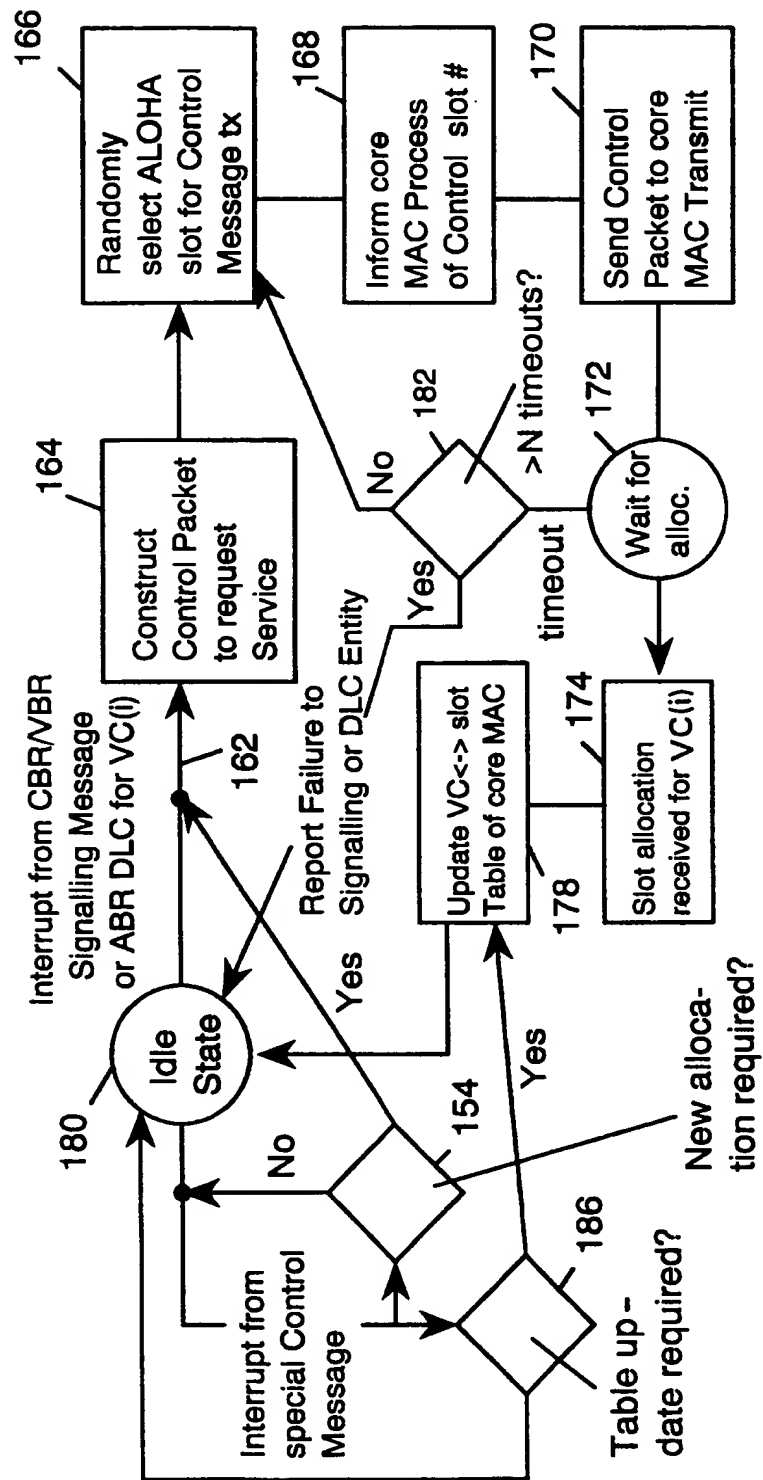 166
Randomly
select ALOHA
slot for Control
Message tx
168
Inform core
MAC Process
of Control slot #
170
Send Control
Packet to core
MAC Transmit
164
Construct
Control Packet
to request
Service
No
182
>N timeouts?
Yes
timeout
172
Wait for
alloc.
Interrupt from CBR/VBR
Signalling Message
or ABR DLC for VC(i)
162
Report Failure to
Signalling or DLC Entity
Update VC<-> slot
Table of core MAC
178
174
Slot allocation
received for VC(i)
180
Idle
State
Yes
No
154
Yes
New alloca-
tion required?
Interrupt from
special Control
Message
186
Table up-
date required?